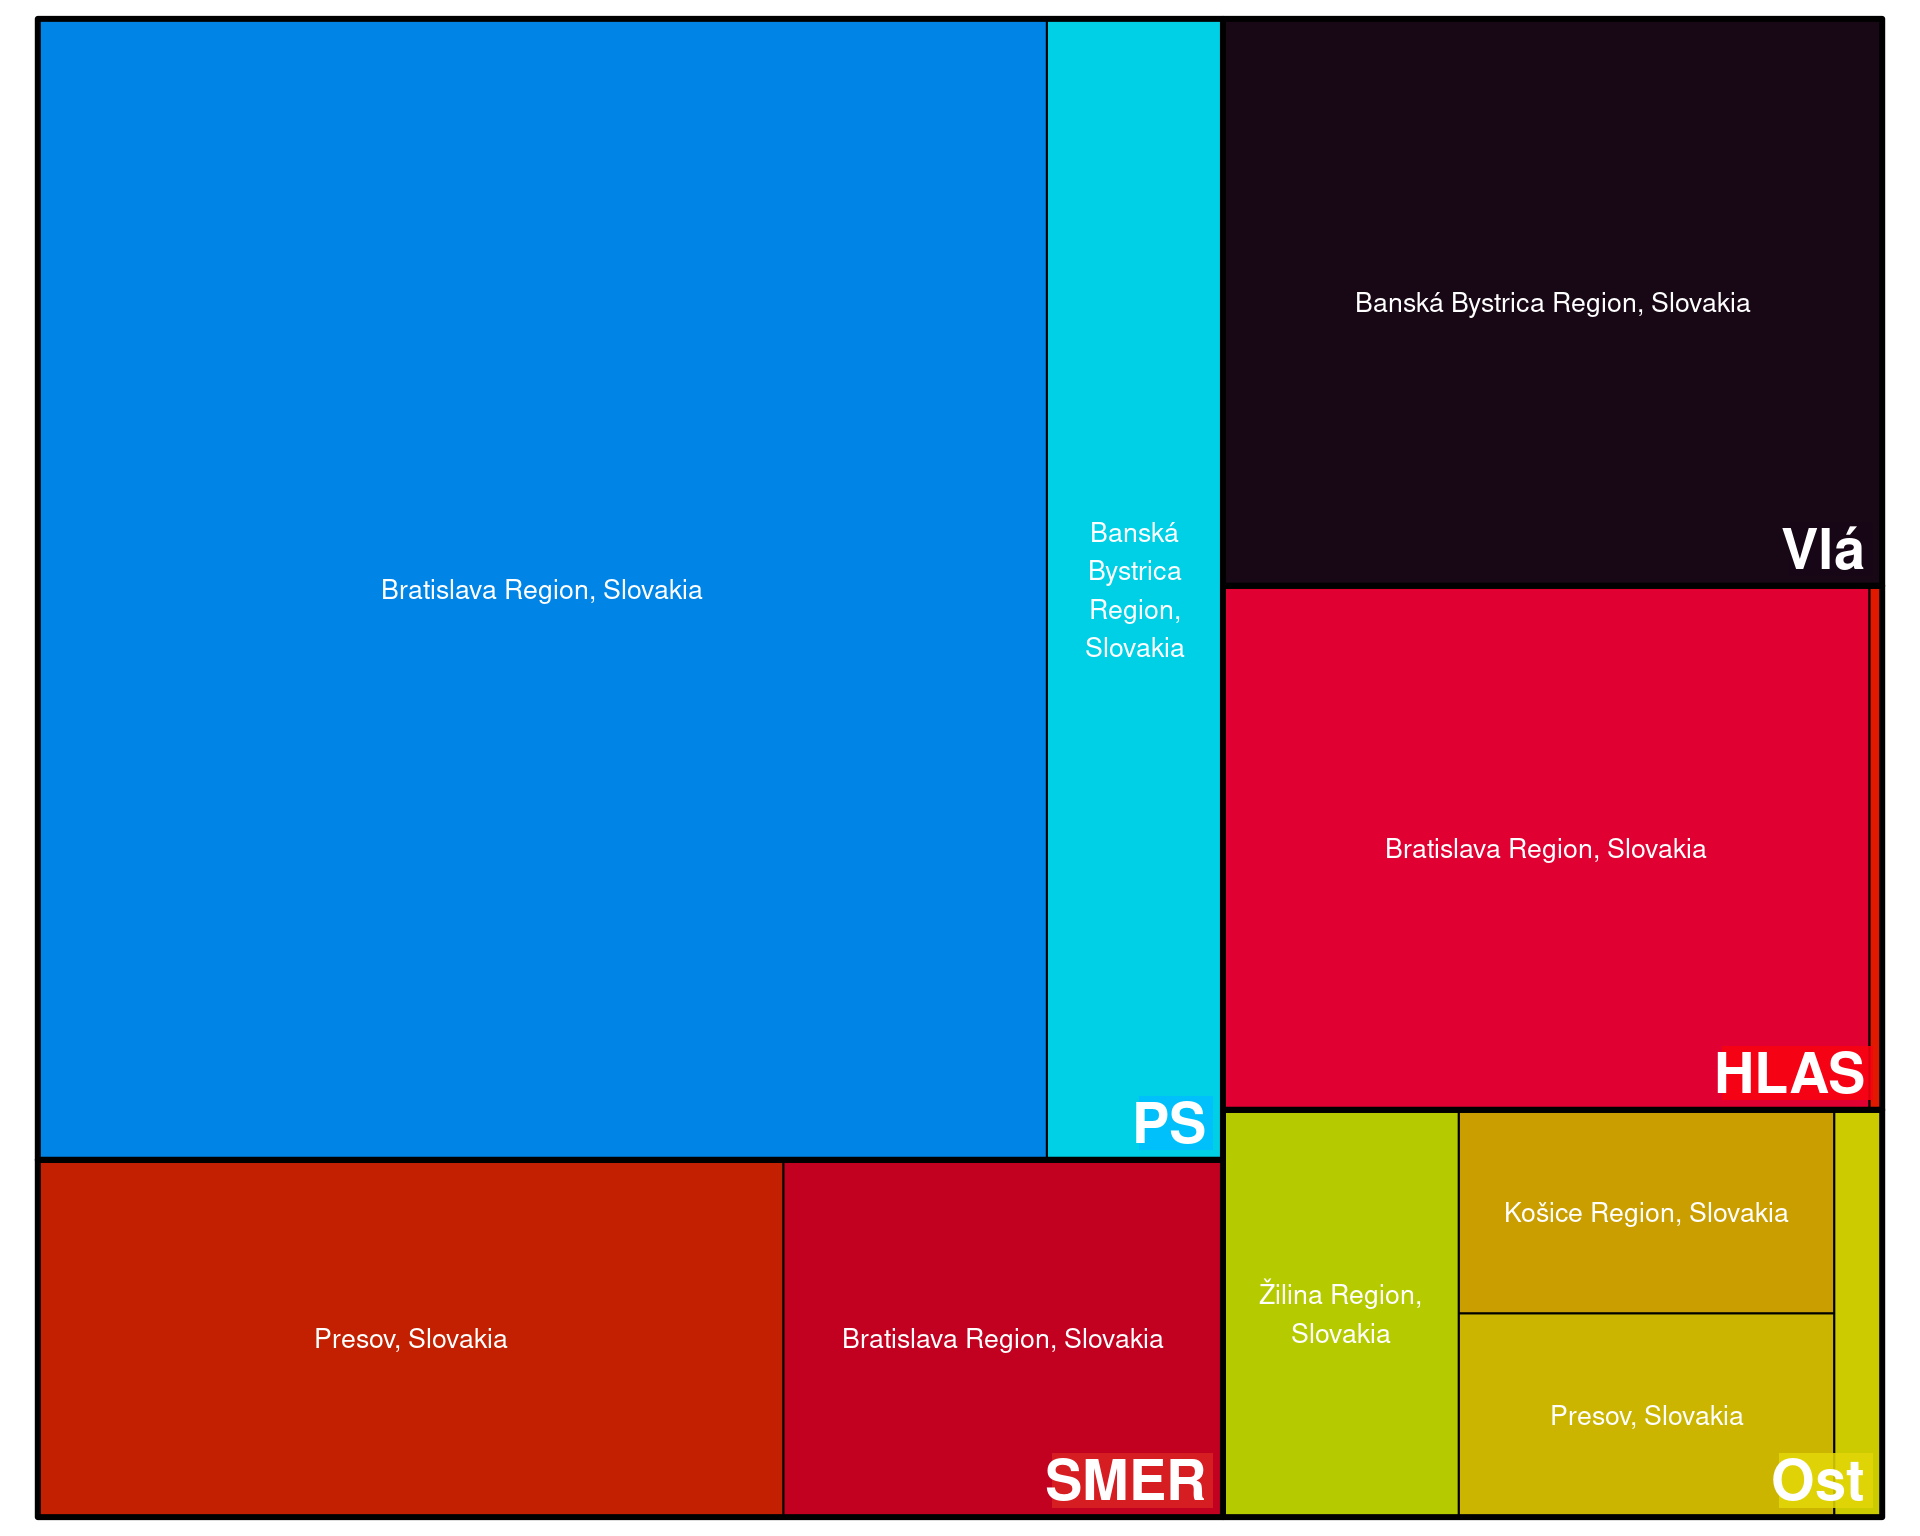 Bratislava Region, Slovakia
Banská
Bystrica
Region,
Slovakia
PS
Banská Bystrica Region, Slovakia
Vlá
Bratislava Region, Slovakia
HLAS
Presov, Slovakia
Bratislava Region, Slovakia
SMER
Žilina Region,
Slovakia
Košice Region, Slovakia
Presov, Slovakia
Ost